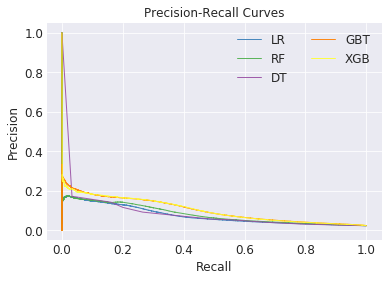 Precision-Recall Curves
1.0
0.8
0.6
0.4
0.2
0.0
Precision
LR
RF
DT
GBT
XGB
0.0 0.2 0.4 0.6 0.8 1.0
Recall